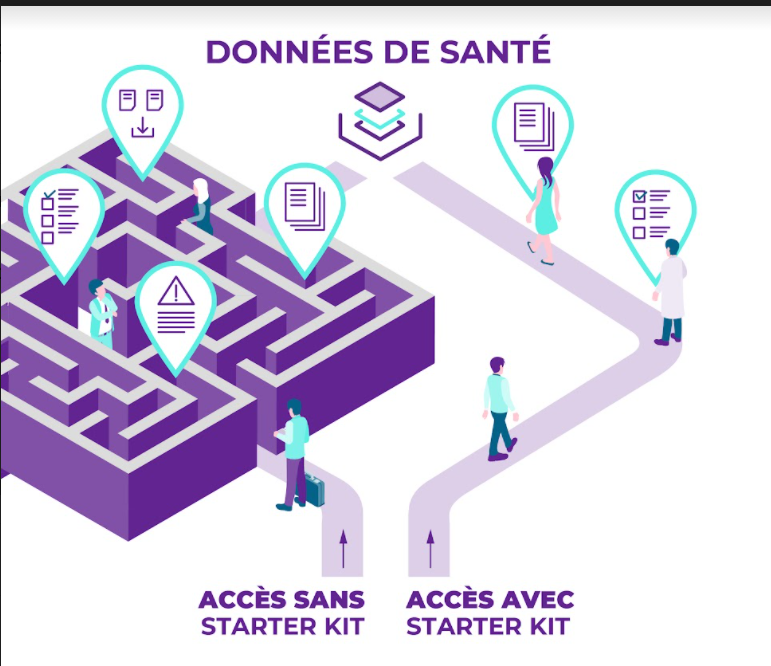 DONNÉES DE SANTÉ
ACCÈS SANS
STARTER KIT
ACCÈS AVEC
STARTER KIT